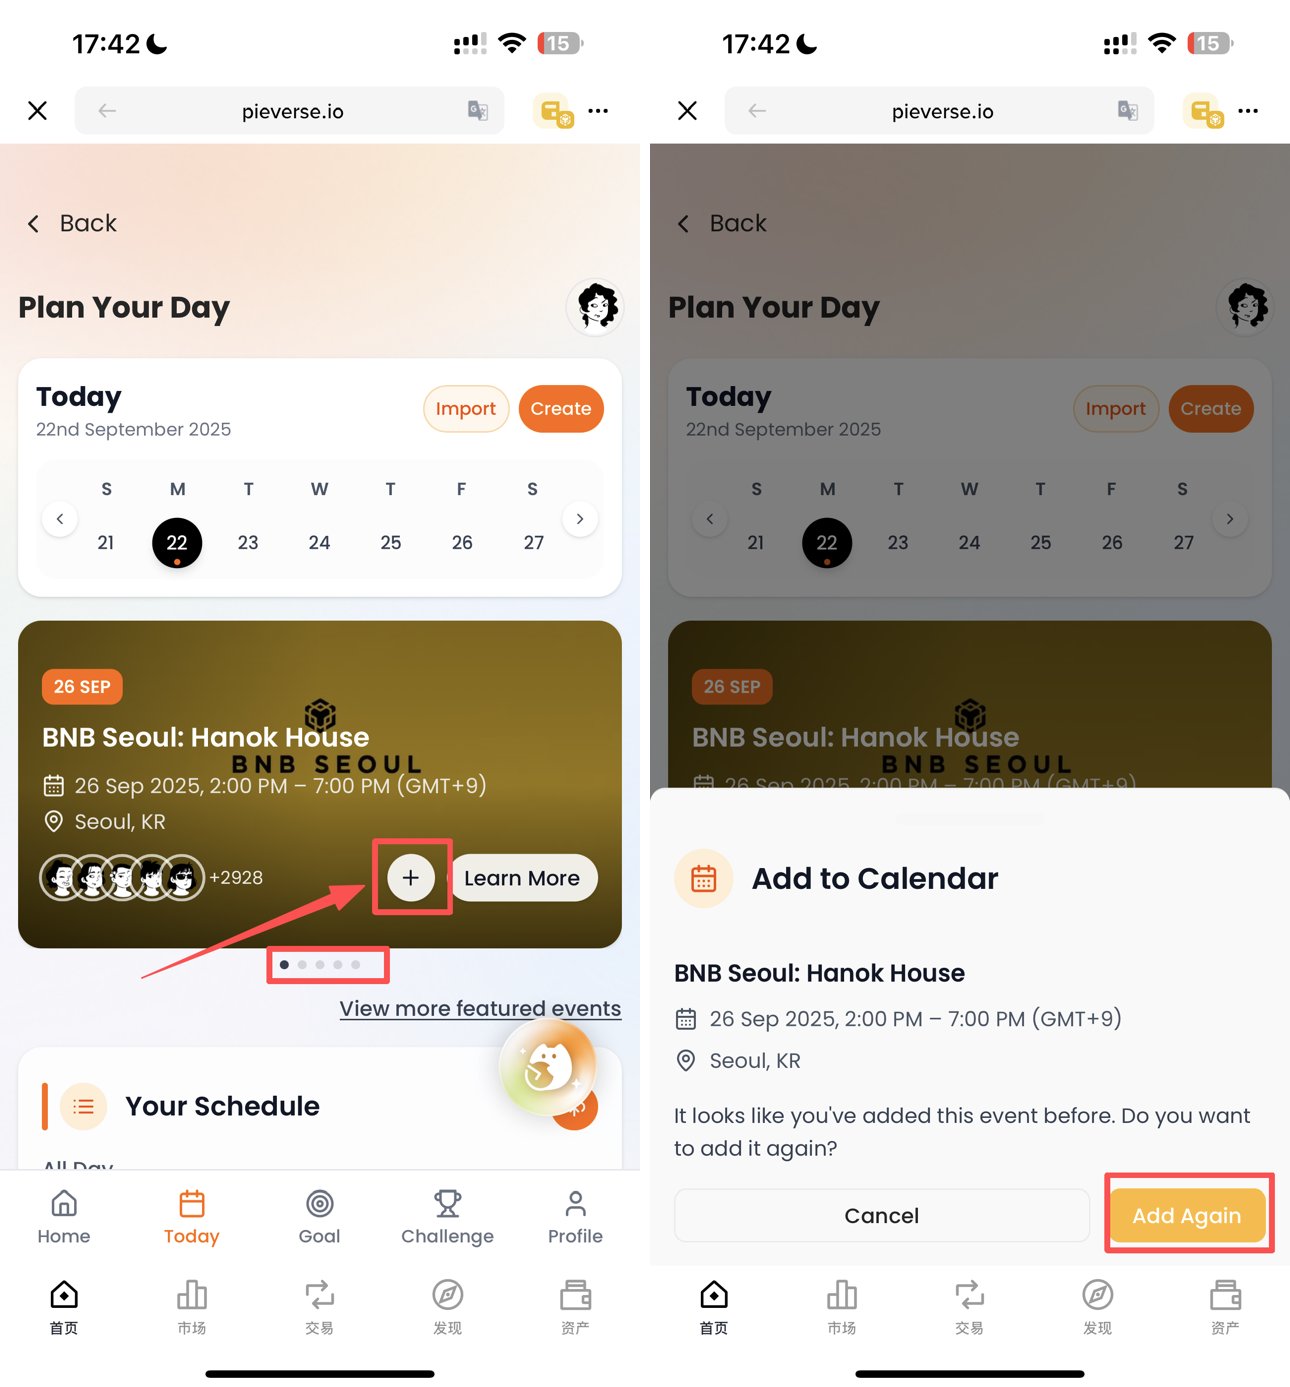 17:42
15
pieverse.io
Back
Plan Your Day
Today
22nd September 2025
Import
Create
S M T W T F S
21 22 23 24 25 26 27
26 SEP
BNB Seoul: Hanok House
BNB SEOUL
26 Sep 2025, 2:00 PM – 7:00 PM (GMT+9)
Seoul, KR
+2928
Learn More
View more featured events
Your Schedule
All Day
Home Today Goal Challenge Profile
首页 市场 交易 发现 资产
17:42
15
pieverse.io
Back
Plan Your Day
Today
22nd September 2025
Import
Create
S M T W T F S
21 22 23 24 25 26 27
26 SEP
BNB Seoul: Hanok House
BNB SEOUL
26 Sep 2025, 2:00 PM – 7:00 PM (GMT+9)
Add to Calendar
BNB Seoul: Hanok House
26 Sep 2025, 2:00 PM – 7:00 PM (GMT+9)
Seoul, KR
It looks like you've added this event before. Do you want
to add it again?
Cancel
Add Again
首页 市场 交易 发现 资产